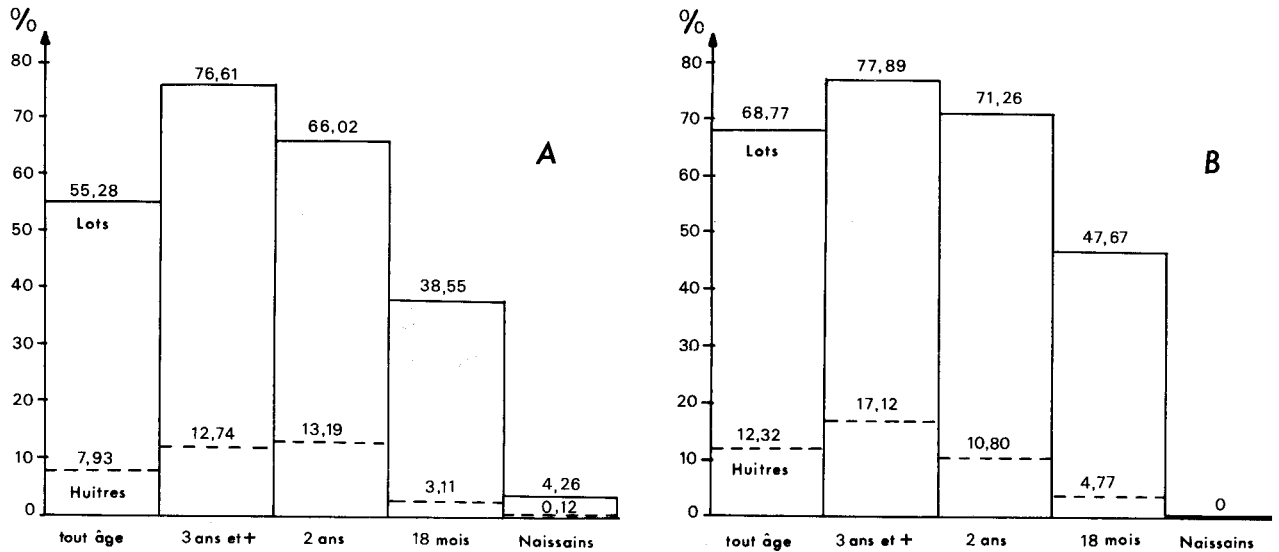 %
80
70
60
50
40
30
20
10
0
76,61
66,02
A
55,28
Lots
38,55
12,74
13,19
7,93
Huitres
3,11
4,26
0,12
tout âge
3 ans et +
2 ans
18 mois
Naissains
%
80
70
60
50
40
30
20
10
0
77,89
71,26
68,77
Lots
B
47,67
17,12
12,32
10,80
Huitres
4,77
0
tout âge
3 ans et +
2 ans
18 mois
Naissains